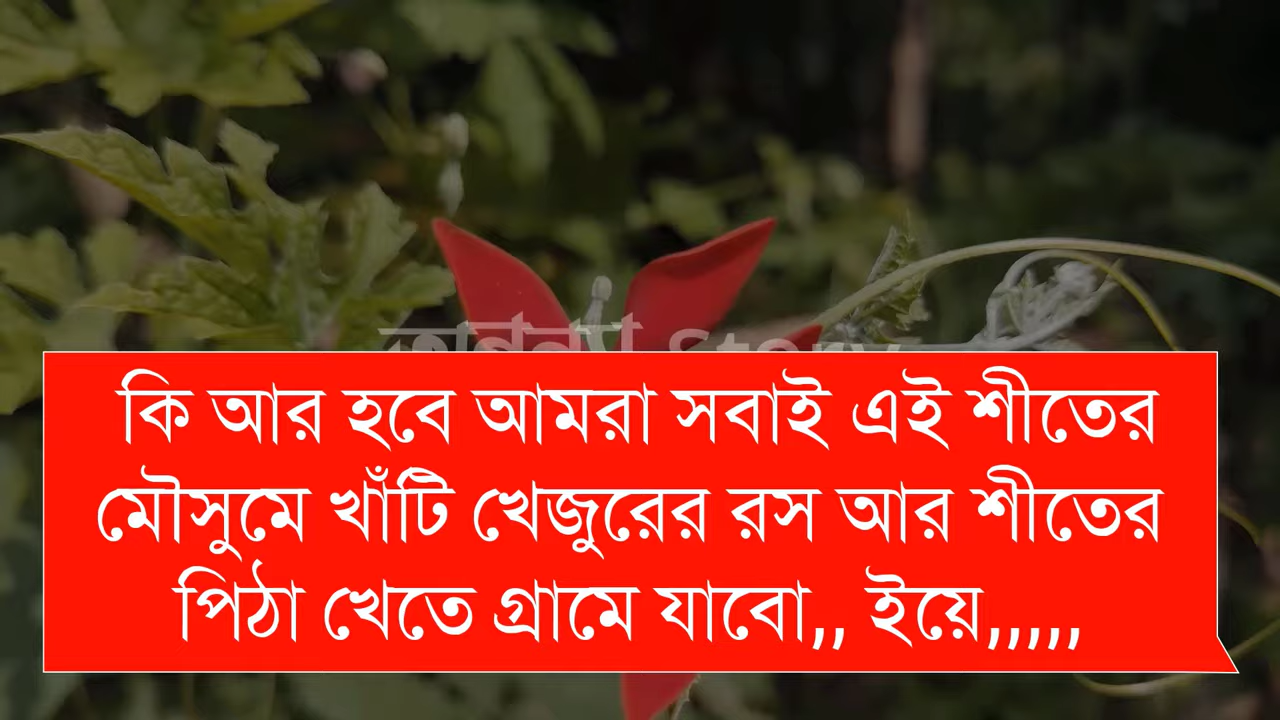 কি আর হবে আমরা সবাই এই শীতের
মৌসুমে খাঁটি খেজুরের রস আর শীতের
পিঠা খেতে গ্রামে যাবো,, ইয়ে,,,,,